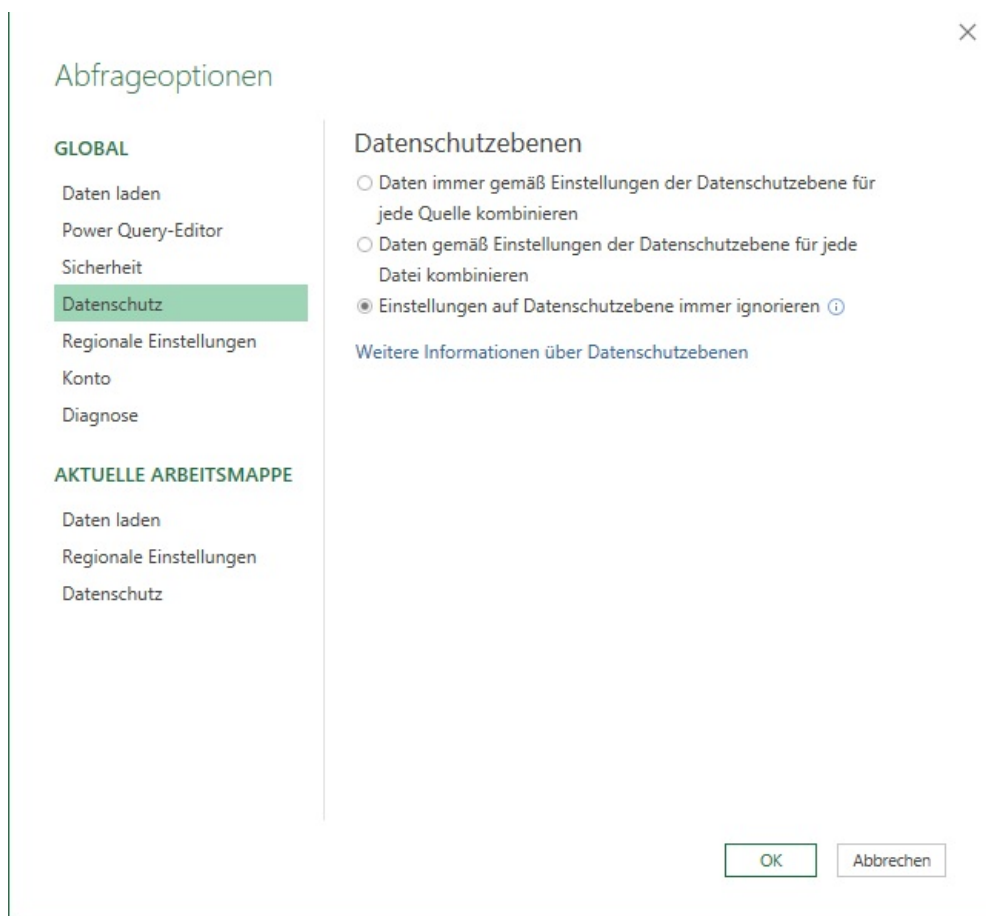 Abfrageoptionen
GLOBAL
Daten laden
Power Query-Editor
Sicherheit
Datenschutz
Regionale Einstellungen
Konto
Diagnose
AKTUELLE ARBEITSMAPPE
Daten laden
Regionale Einstellungen
Datenschutz
Datenschutzebenen
Daten immer gemäß Einstellungen der Datenschutzebene für
jede Quelle kombinieren
Daten gemäß Einstellungen der Datenschutzebene für jede
Datei kombinieren
Einstellungen auf Datenschutzebene immer ignorieren
Weitere Informationen über Datenschutzebenen
OK
Abbrechen